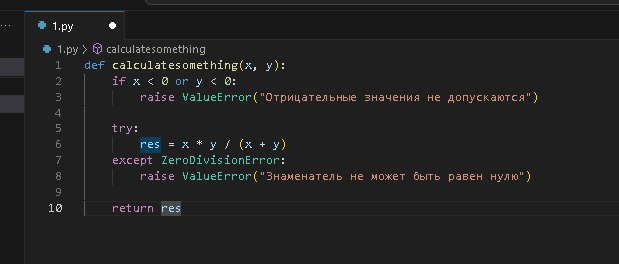 ...
1.py
1.py > calculatesomething
1 def calculatesomething(x, y):
2 if x < 0 or y < 0:
3 raise ValueError("Отрицательные значения не допускаются")
4
5 try:
6 res = x * y / (x + y)
7 except ZeroDivisionError:
8 raise ValueError("Знаменатель не может быть равен нулю")
9
10 return res